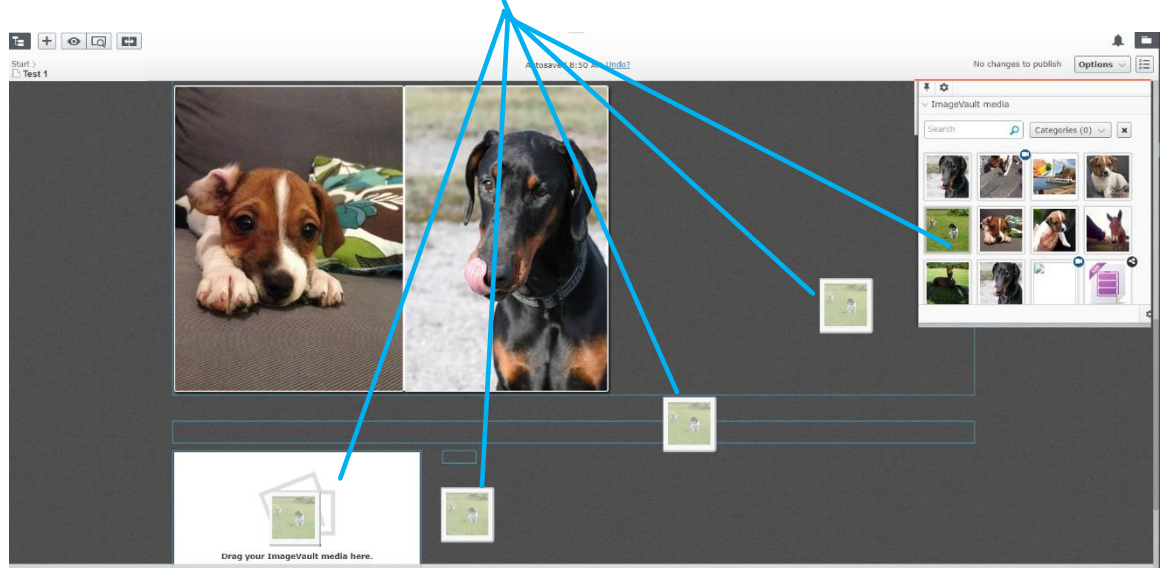 Start 〉
Test 1
Autosaved 8:50 AM Undo?
No changes to publish
Options
ImageVault media
Search
Categories (0)
Drag your ImageVault media here.